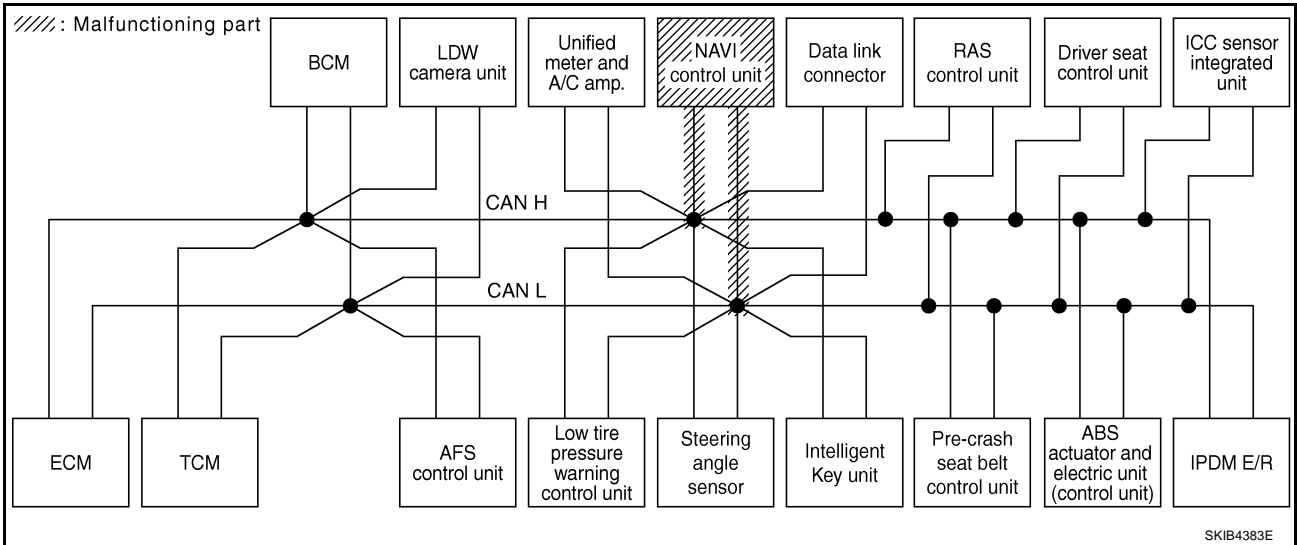 : Malfunctioning part
BCM
LDW
camera unit
Unified
meter and
A/C amp.
NAVI
control unit
Data link
connector
RAS
control unit
Driver seat
control unit
ICC sensor
integrated
unit
CAN H
CAN L
ECM
TCM
AFS
control unit
Low tire
pressure
warning
control unit
Steering
angle
sensor
Intelligent
Key unit
Pre-crash
seat belt
control unit
ABS
actuator and
electric unit
(control unit)
IPDM E/R
SKIB4383E